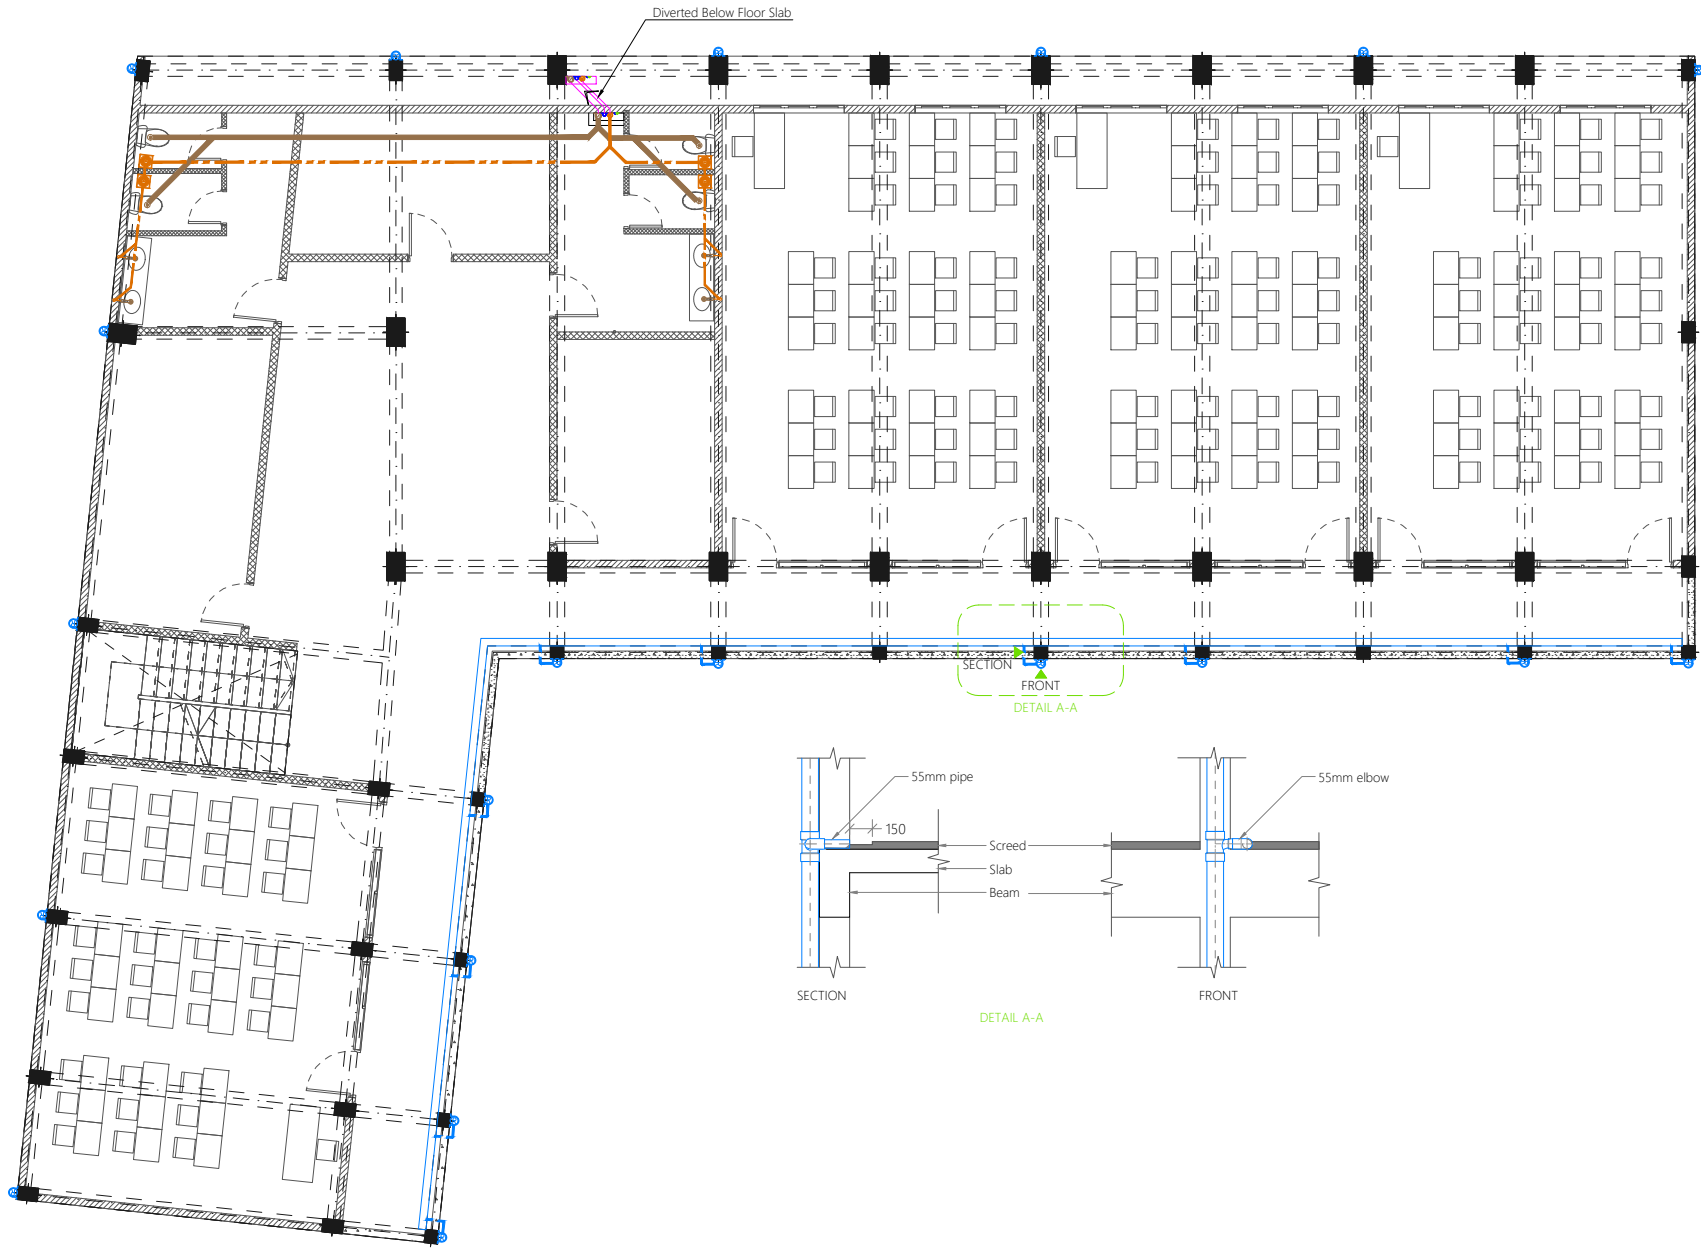 Diverted Below Floor Slab
SECTION
FRONT
DETAIL A-A
55mm pipe
55mm elbow
150
Screed
Slab
Beam
SECTION
FRONT
DETAIL A-A